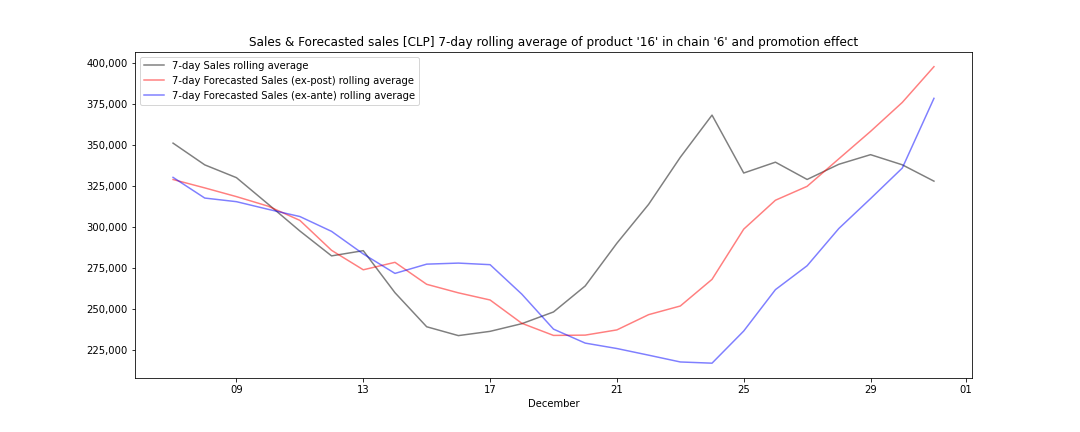 Sales & Forecasted sales [CLP] 7-day rolling average of product '16' in chain '6' and promotion effect
7-day Sales rolling average
7-day Forecasted Sales (ex-post) rolling average
7-day Forecasted Sales (ex-ante) rolling average
400,000
375,000
350,000
325,000
300,000
275,000
250,000
225,000
09 13 17 21 25 29 01
December